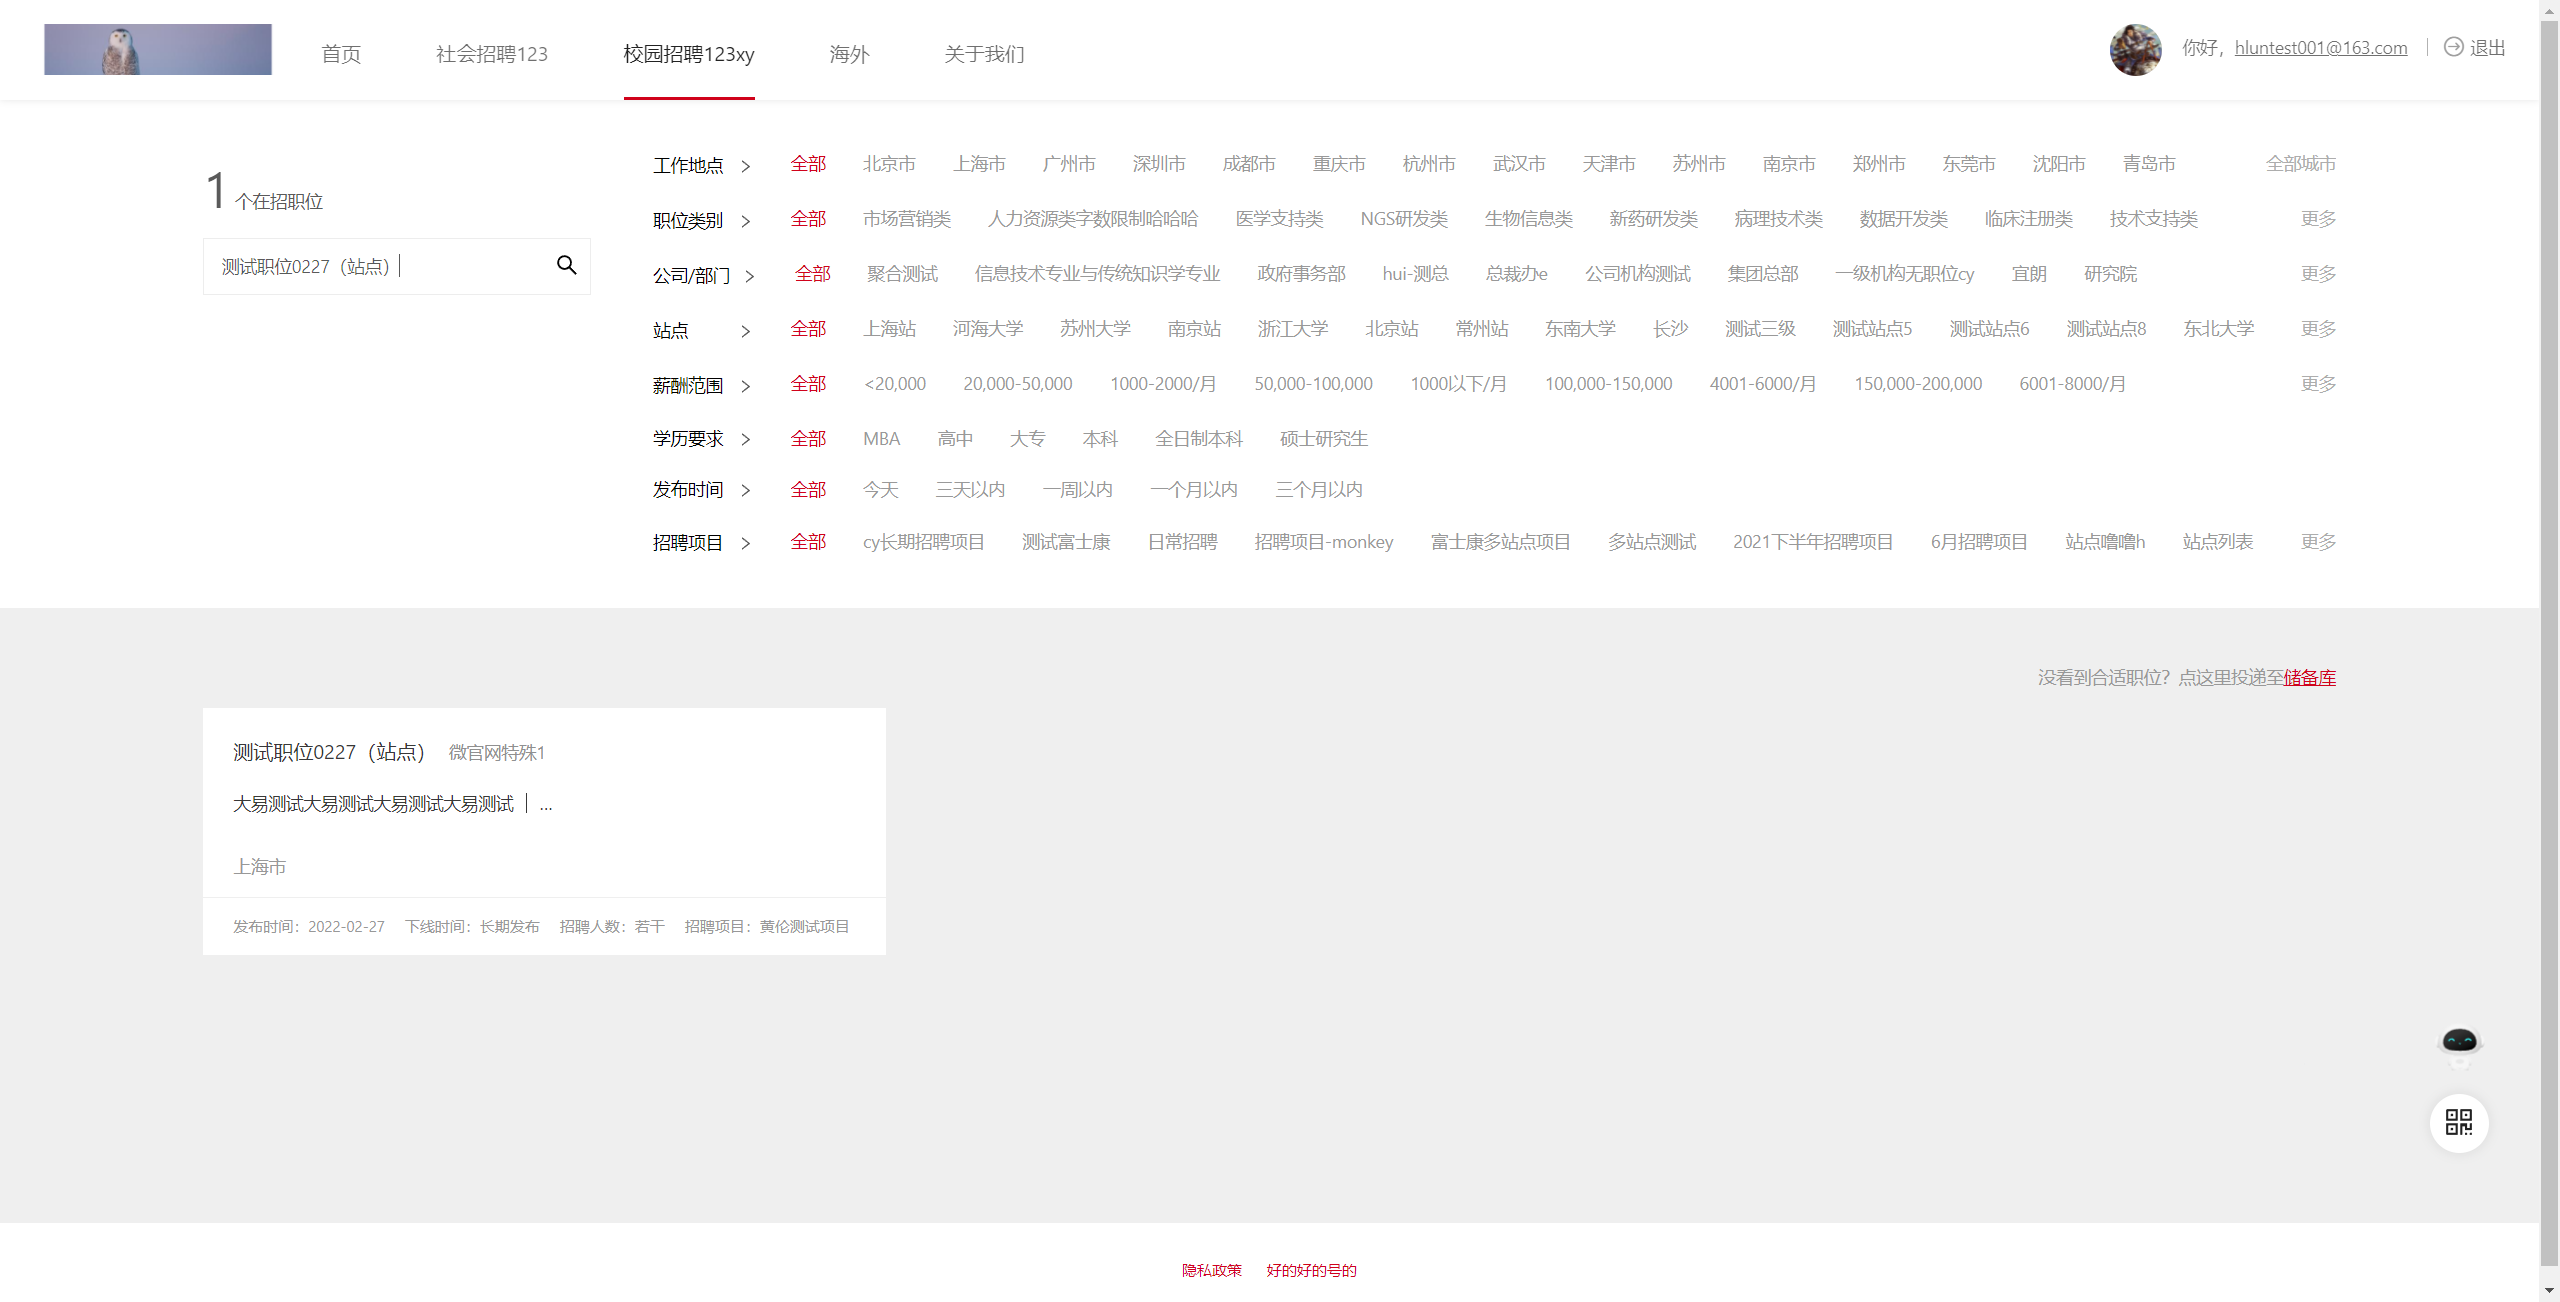 首页 社会招聘123 校园招聘123xy 海外 关于我们 你好，hluntest001@163.com 退出
1 个在招职位
测试职位0227（站点）
工作地点 > 全部 北京市 上海市 广州市 深圳市 成都市 重庆市 杭州市 武汉市 天津市 苏州市 南京市 郑州市 东莞市 沈阳市 青岛市 全部城市
职位类别 > 全部 市场营销类 人力资源类字数限制哈哈哈 医学支持类 NGS研发类 生物信息类 新药研发类 病理技术类 数据开发类 临床注册类 技术支持类 更多
公司/部门 > 全部 聚合测试 信息技术专业与传统知识学专业 政府事务部 hui-测总 总裁办e 公司机构测试 集团总部 一级机构无职位cy 宜朗 研究院 更多
站点 > 全部 上海站 河海大学 苏州大学 南京站 浙江大学 北京站 常州站 东南大学 长沙 测试三级 测试站点5 测试站点6 测试站点8 东北大学 更多
薪酬范围 > 全部 <20,000 20,000-50,000 1000-2000/月 50,000-100,000 1000以下/月 100,000-150,000 4001-6000/月 150,000-200,000 6001-8000/月 更多
学历要求 > 全部 MBA 高中 大专 本科 全日制本科 硕士研究生
发布时间 > 全部 今天 三天以内 一周以内 一个月以内 三个月以内
招聘项目 > 全部 cy长期招聘项目 测试富士康 日常招聘 招聘项目-monkey 富士康多站点项目 多站点测试 2021下半年招聘项目 6月招聘项目 站点噜噜h 站点列表 更多
没看到合适职位？点这里投递至储备库
测试职位0227（站点） 微官网特殊1
大易测试大易测试大易测试大易测试 | ...
上海市
发布时间：2022-02-27 下线时间：长期发布 招聘人数：若干 招聘项目：黄伦测试项目
隐私政策 好的好的号的